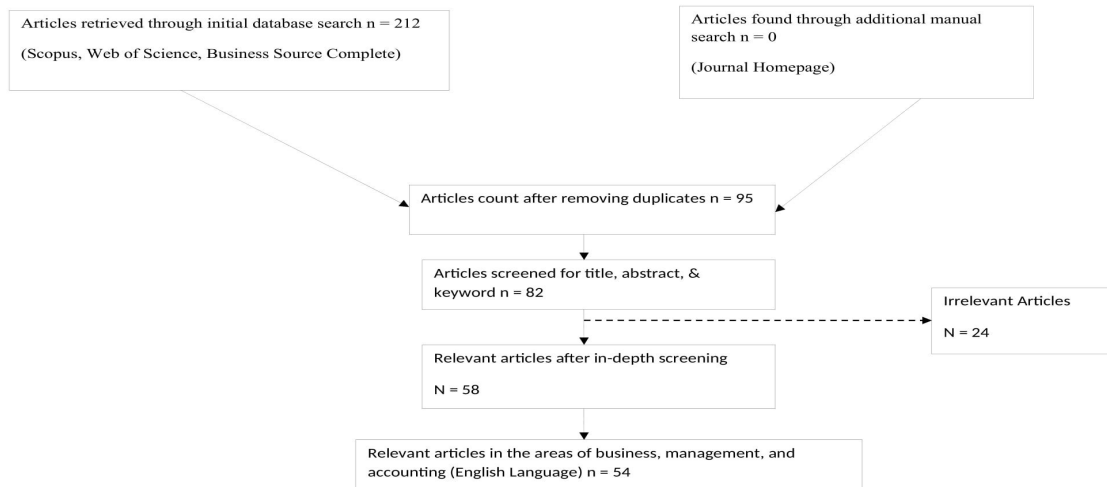 Articles retrieved through initial database search n = 212
(Scopus, Web of Science, Business Source Complete)
Articles found through additional manual
search n = 0
(Journal Homepage)
Articles count after removing duplicates n = 95
Articles screened for title, abstract, &
keyword n = 82
Irrelevant Articles
N = 24
Relevant articles after in-depth screening
N = 58
Relevant articles in the areas of business, management, and
accounting (English Language) n = 54